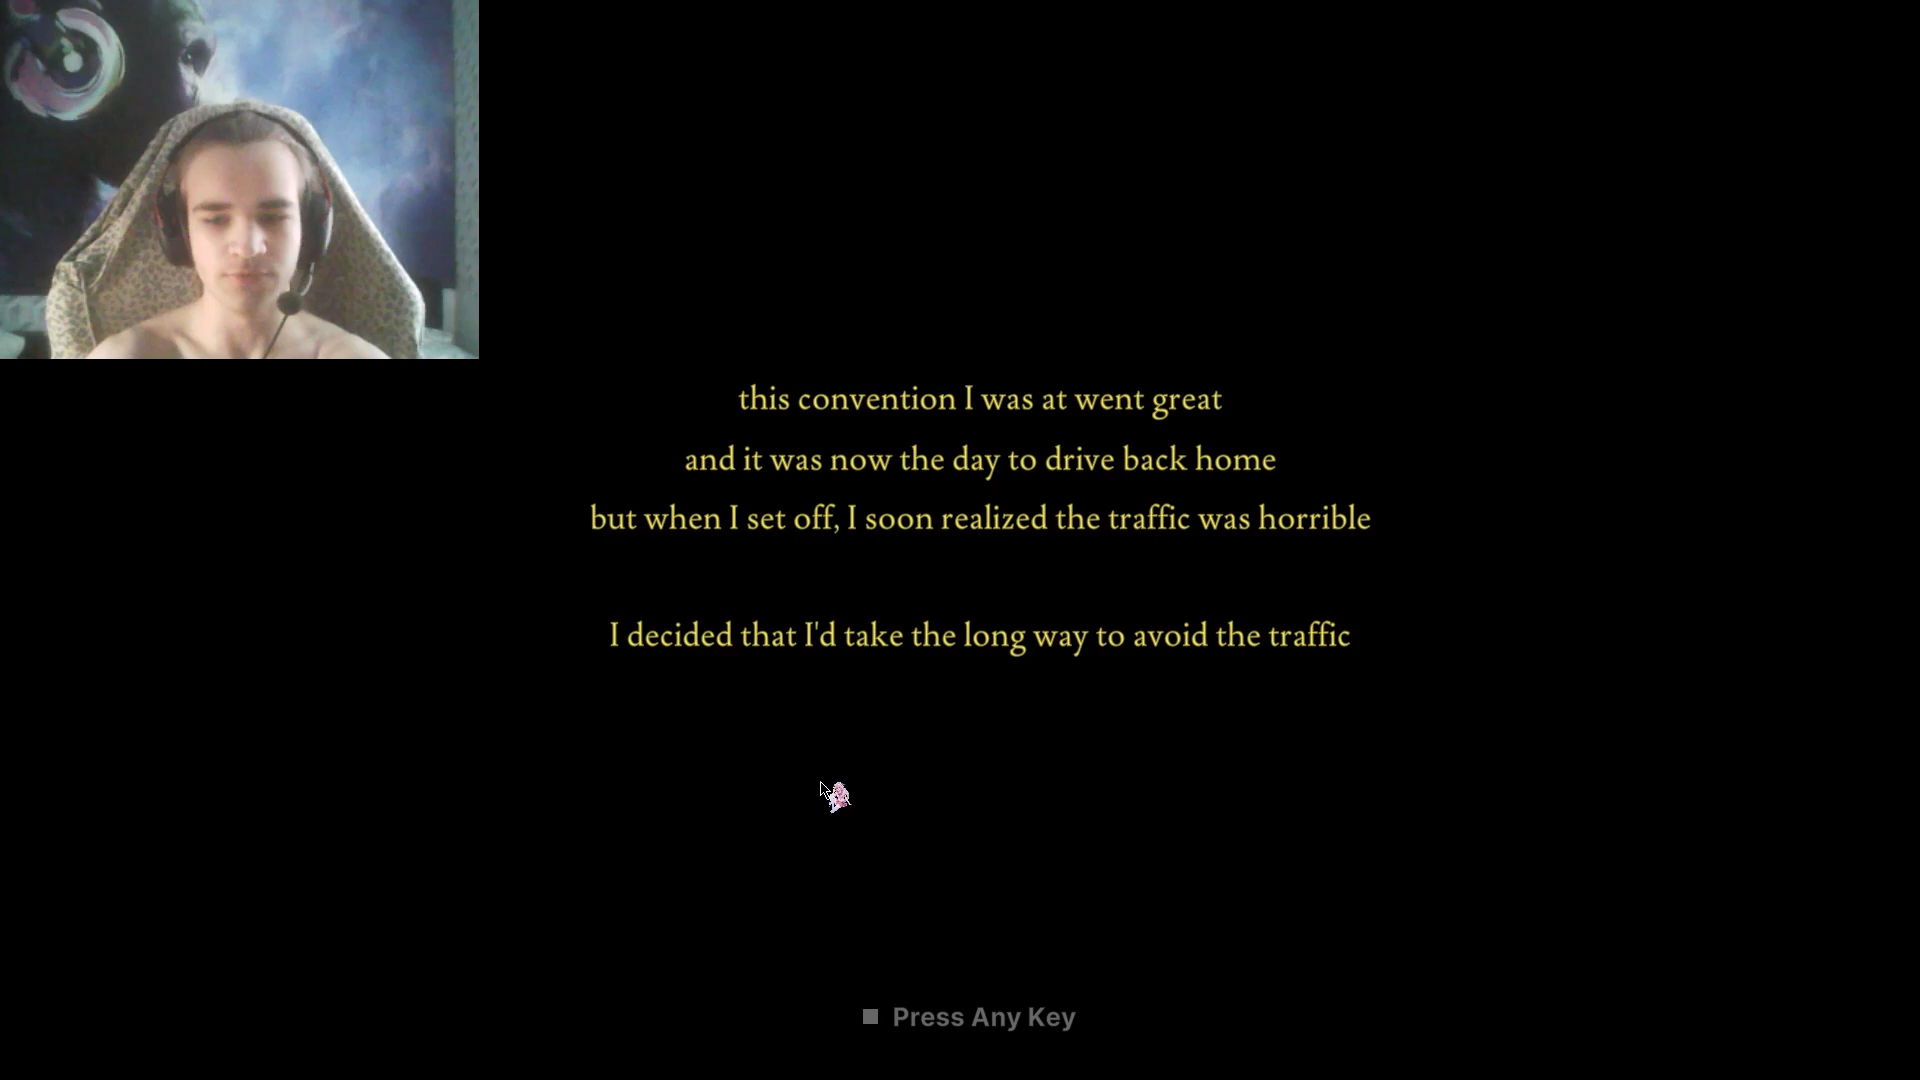 this convention I was at went great
and it was now the day to drive back home
but when I set off, I soon realized the traffic was horrible
I decided that I'd take the long way to avoid the traffic
Press Any Key